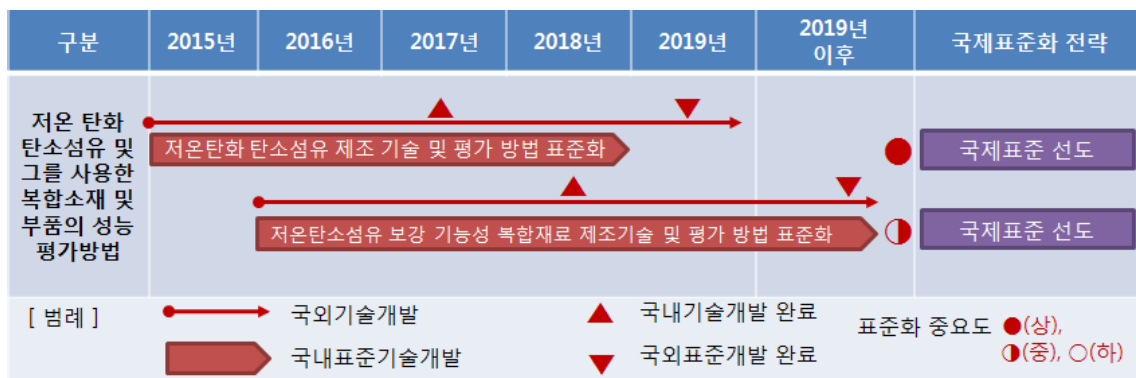 구분 2015년 2016년 2017년 2018년 2019년 2019년 이후 국제표준화 전략
저온 탄화
탄소섬유 및
그를 사용한
복합소재 및
부품의 성능
평가방법
저온탄화 탄소섬유 제조 기술 및 평가 방법 표준화
국제표준 선도
저온탄소섬유 보강 기능성 복합재료 제조기술 및 평가 방법 표준화
국제표준 선도
[ 범례 ]
국외기술개발
국내기술개발 완료
국내표준기술개발
국외표준개발 완료
표준화 중요도 ●(상),
◑(중), ○(하)